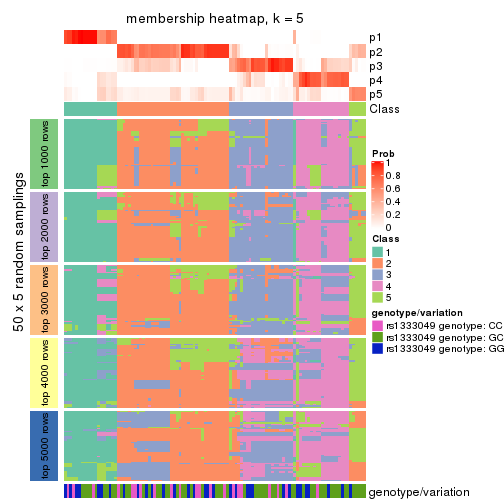 membership heatmap, k = 5
p1
p2
p3
p4
p5
Class
50 x 5 random samplings
top 1000 rows
top 2000 rows
top 3000 rows
top 4000 rows
top 5000 rows
Prob
1
0.8
0.6
0.4
0.2
0
Class
1
2
3
4
5
genotype/variation
rs1333049 genotype: CC
rs1333049 genotype: GC
rs1333049 genotype: GG
genotype/variation